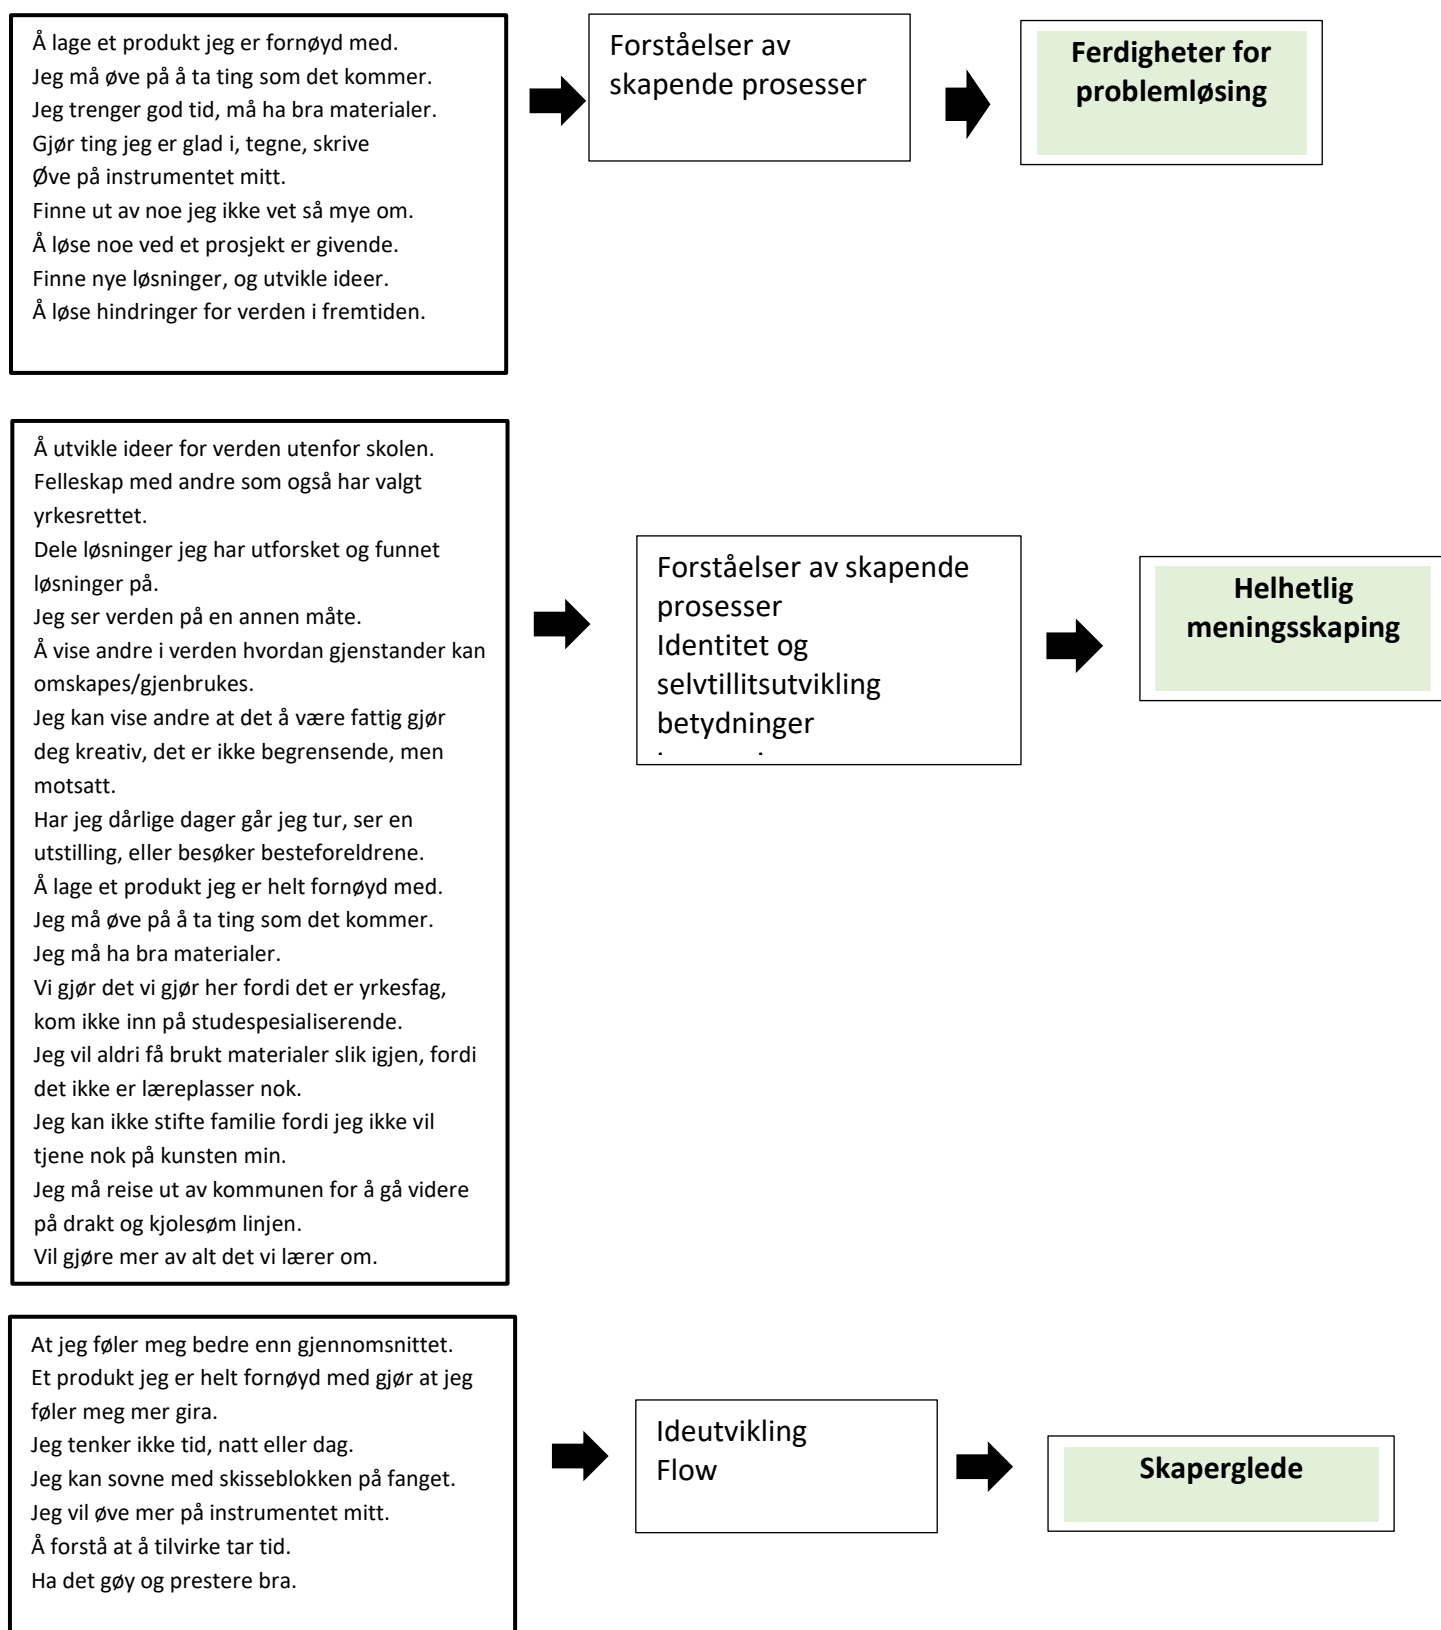 Å lage et produkt jeg er fornøyd med.
Jeg må øve på å ta ting som det kommer.
Jeg trenger god tid, må ha bra materialer.
Gjør ting jeg er glad i, tegne, skrive
Øve på instrumentet mitt.
Finne ut av noe jeg ikke vet så mye om.
Å løse noe ved et prosjekt er givende.
Finne nye løsninger, og utvikle ideer.
Å løse hindringer for verden i fremtiden.
Forståelser av
skapende prosesser
Ferdigheter for
problemløsing
Å utvikle ideer for verden utenfor skolen.
Felleskap med andre som også har valgt
yrkesrettet.
Dele løsninger jeg har utforsket og funnet
løsninger på.
Jeg ser verden på en annen måte.
Å vise andre i verden hvordan gjenstander kan
omskapes/gjenbrukes.
Jeg kan vise andre at det å være fattig gjør
deg kreativ, det er ikke begrensende, men
motsatt.
Har jeg dårlige dager går jeg tur, ser en
utstilling, eller besøker besteforeldrene.
Å lage et produkt jeg er helt fornøyd med.
Jeg må øve på å ta ting som det kommer.
Jeg må ha bra materialer.
Vi gjør det vi gjør her fordi det er yrkesfag,
kom ikke inn på studespesialiserende.
Jeg vil aldri få brukt materialer slik igjen, fordi
det ikke er læreplasser nok.
Jeg kan ikke stifte familie fordi jeg ikke vil
tjene nok på kunsten min.
Jeg må reise ut av kommunen for å gå videre
på drakt og kjolesøm linjen.
Vil gjøre mer av alt det vi lærer om.
Forståelser av skapende
prosesser
Identitet og
selvtillitsutvikling
betydninger
Helhetlig
meningsskaping
At jeg føler meg bedre enn gjennomsnittet.
Et produkt jeg er helt fornøyd med gjør at jeg
føler meg mer gira.
Jeg tenker ikke tid, natt eller dag.
Jeg kan sovne med skisseblokken på fanget.
Jeg vil øve mer på instrumentet mitt.
Å forstå at å tilvirke tar tid.
Ha det gøy og prestere bra.
Ideutvikling
Flow
Skaperglede